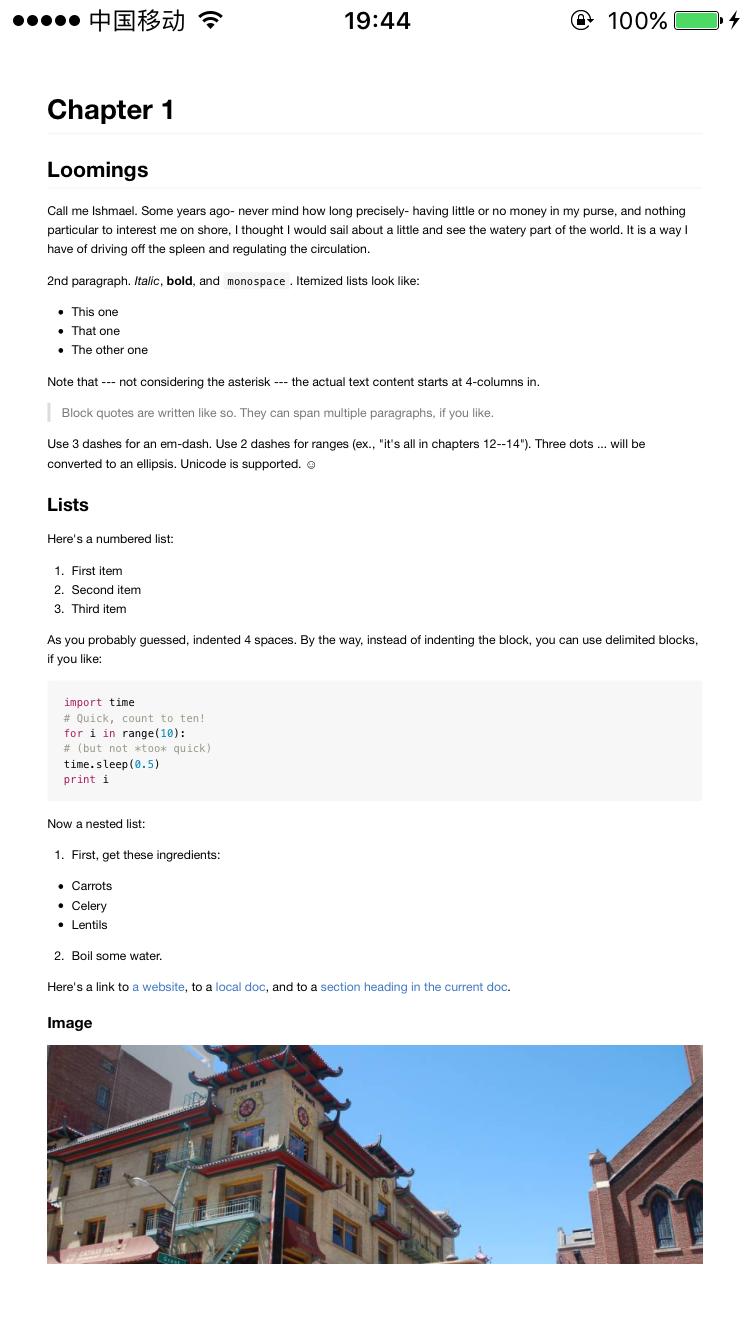 中国移动 19:44 100%
Chapter 1
Loomings
Call me Ishmael. Some years ago- never mind how long precisely- having little or no money in my purse, and nothing
particular to interest me on shore, I thought I would sail about a little and see the watery part of the world. It is a way I
have of driving off the spleen and regulating the circulation.
2nd paragraph. Italic, bold, and monospace. Itemized lists look like:
• This one
• That one
• The other one
Note that --- not considering the asterisk --- the actual text content starts at 4-columns in.
Block quotes are written like so. They can span multiple paragraphs, if you like.
Use 3 dashes for an em-dash. Use 2 dashes for ranges (ex., "it's all in chapters 12--14"). Three dots ... will be
converted to an ellipsis. Unicode is supported. ☺
Lists
Here's a numbered list:
1. First item
2. Second item
3. Third item
As you probably guessed, indented 4 spaces. By the way, instead of indenting the block, you can use delimited blocks,
if you like:
import time
# Quick, count to ten!
for i in range(10):
# (but not *too* quick)
time.sleep(0.5)
print i
Now a nested list:
1. First, get these ingredients:
• Carrots
• Celery
• Lentils
2. Boil some water.
Here's a link to a website, to a local doc, and to a section heading in the current doc.
Image
Trade Mark
Trade Mark